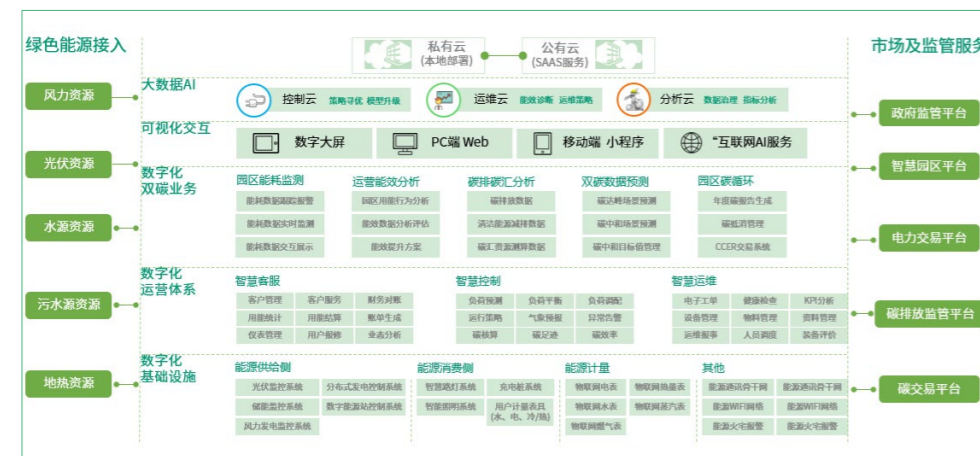 绿色能源接入
风力资源
光伏资源
水源资源
污水源资源
地热资源
私有云
(本地部署)
公有云
(SAAS服务)
大数据AI
控制云 策略寻优 模型升级
运维云 能效诊断 运维策略
分析云 数据治理 指标分析
可视化交互
数字大屏
PC端 Web
移动端 小程序
“互联网AI服务
数字化
双碳业务
园区能耗监测
能耗数据跟踪报警
能耗数据实时监测
能耗数据交互展示
运营能效分析
园区用能行为分析
能效数据分析评估
能效提升方案
碳排碳汇分析
碳排放数据
清洁能源减排数据
碳汇资源测算数据
双碳数据预测
碳达峰场景预测
碳中和场景预测
碳中和目标值管理
园区碳循环
年度碳报告生成
碳抵消管理
CCER交易系统
数字化
运营体系
智慧客服
客户管理 客户服务 财务对账
用能统计 用能结算 账单生成
仪表管理 用户报修 业态分析
智慧控制
负荷预测 负荷平衡 负荷调配
运行策略 气象预报 异常告警
碳核算 碳足迹 碳效率
智慧运维
电子工单 健康检查 KPI分析
设备管理 物料管理 资料管理
运维报事 人员调度 装备评价
数字化
基础设施
能源供给侧
光伏监控系统 分布式发电控制系统
储能监控系统 数字能源站控制系统
风力发电监控系统
能源消费侧
智慧路灯系统 充电桩系统
智能照明系统 用户计量表具
(水、电、冷/热)
能源计量
物联网电表 物联网热量表
物联网水表 物联网蒸汽表
物联网燃气表
其他
能源通讯骨干网 能源通讯骨干网
能源WIFI网络 能源WIFI网络
能源火宅报警 能源火宅报警
市场及监管服务
政府监管平台
智慧园区平台
电力交易平台
碳排放监管平台
碳交易平台